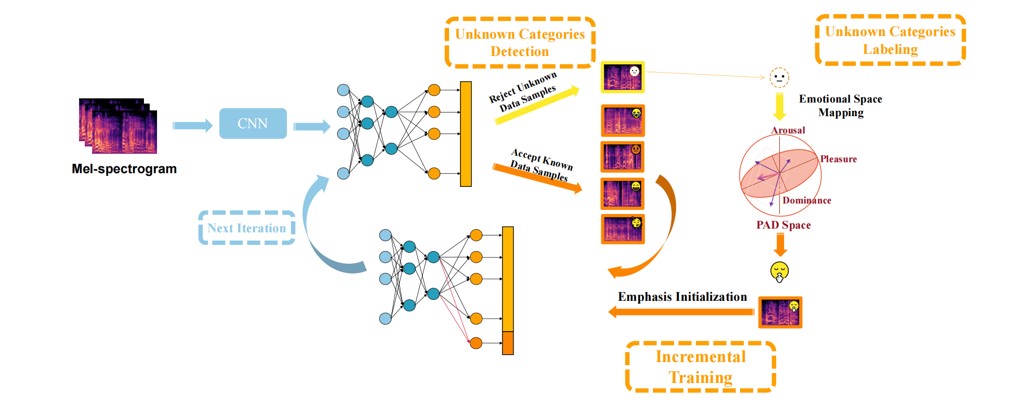 Unknown Categories
Detection
Unknown Categories
Labeling
Reject Unknown
Data Samples
Emotional Space
Mapping
CNN
Arousal
Mel-spectrogram
Accept Known
Data Samples
Pleasure
Dominance
PAD Space
Next Iteration
Emphasis Initialization
Incremental
Training